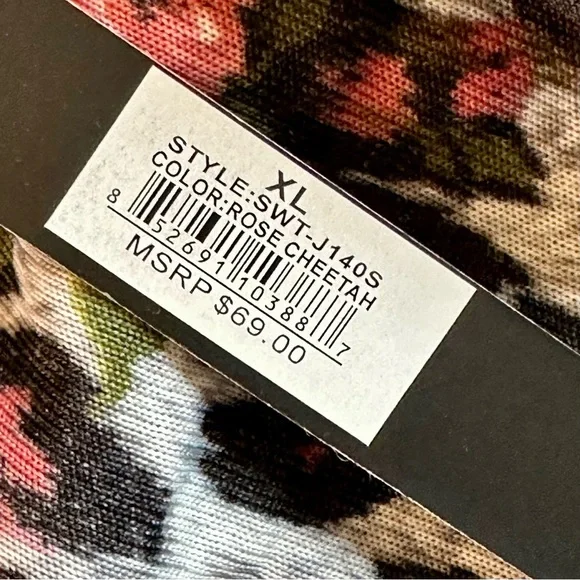 XL
STYLE:SWT-J140S
COLOR:ROSE CHEETAH
8 52691 10388 7
MSRP $69.00